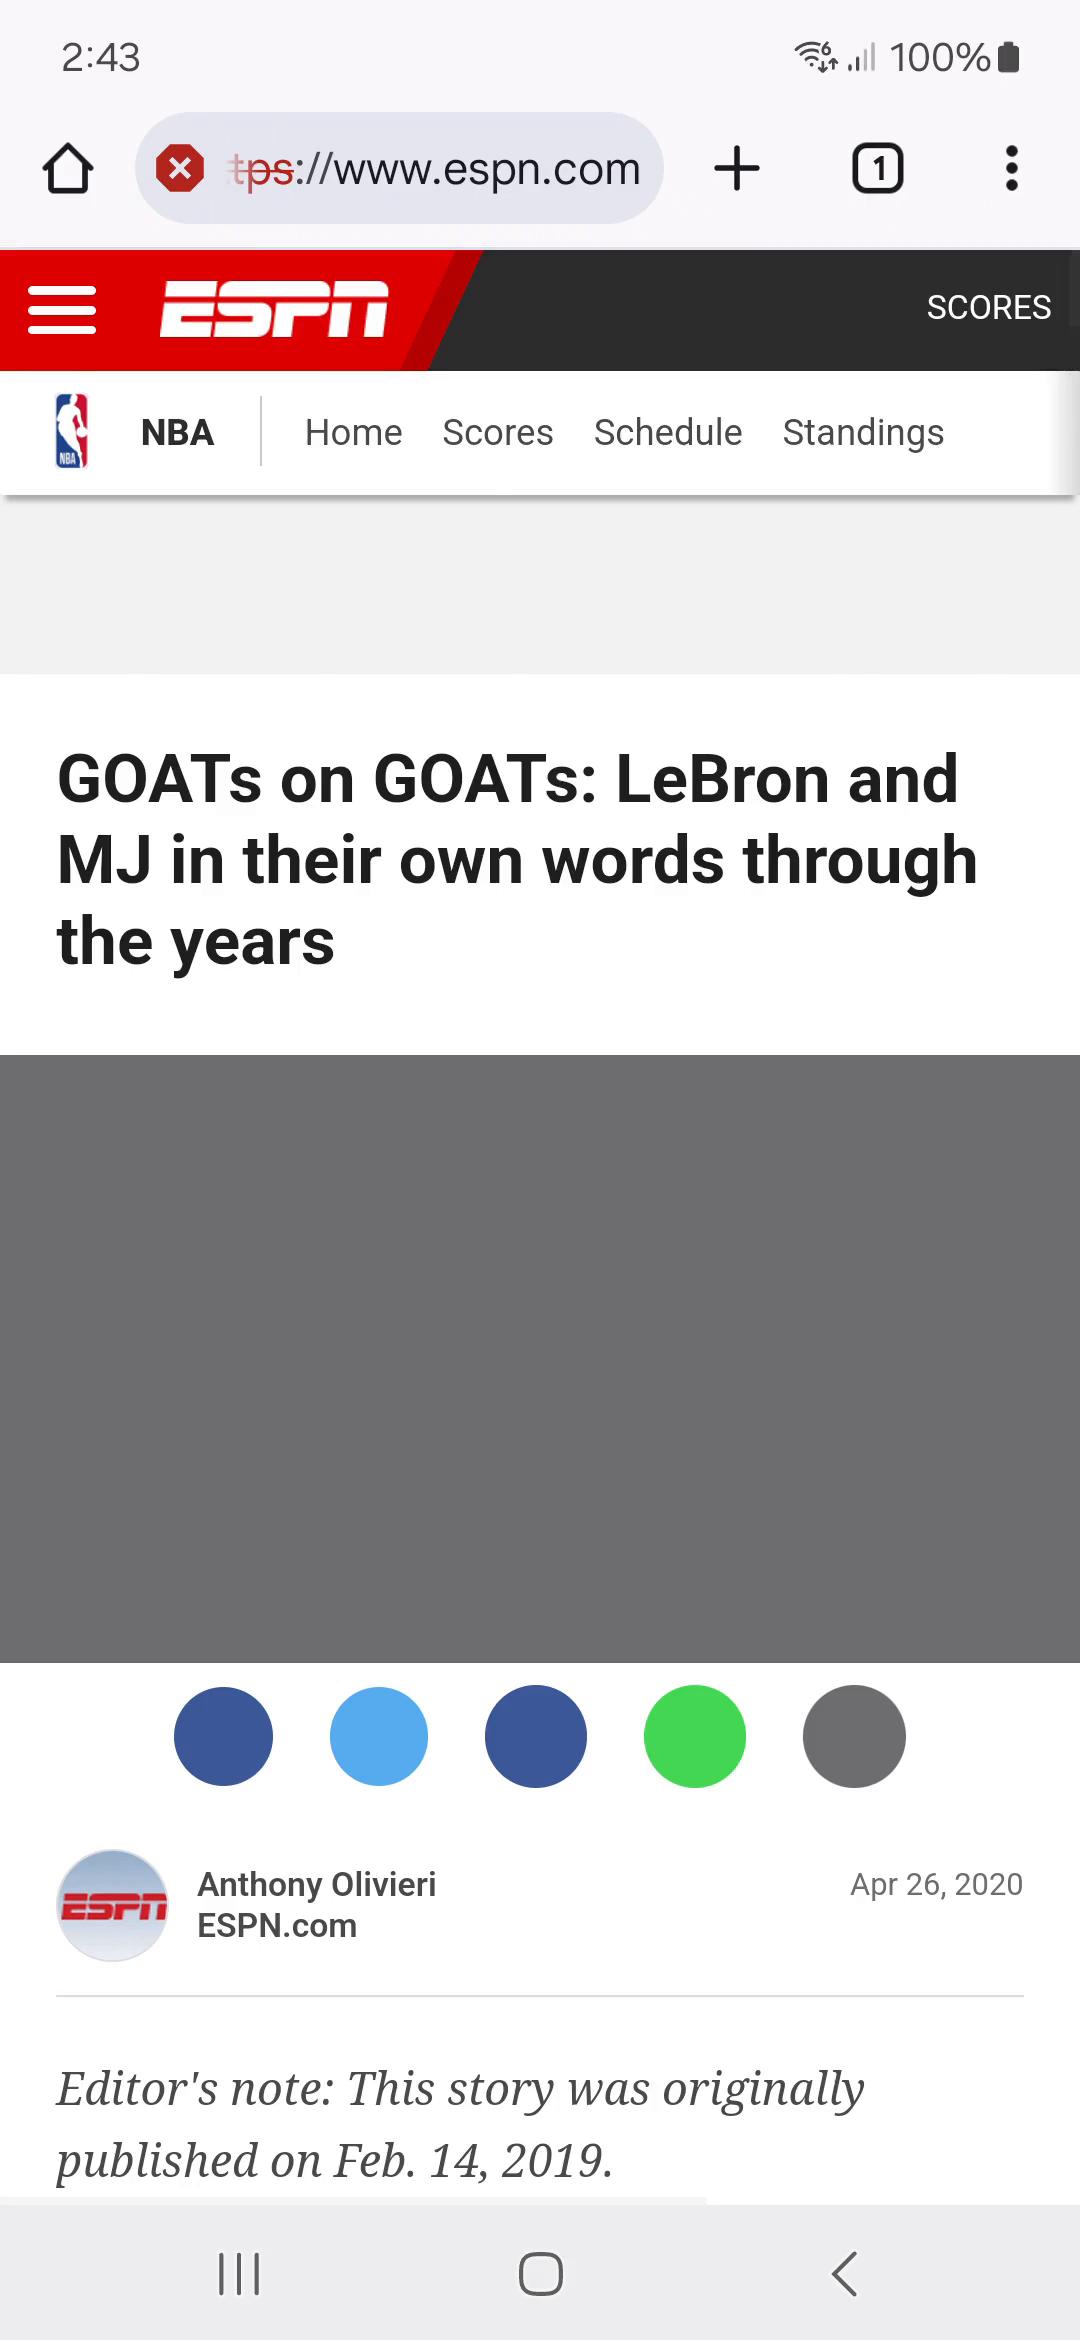 2:43
6
100%
tps://www.espn.com
1
ESPN
SCORES
NBA
NBA
Home
Scores
Schedule
Standings
GOATs on GOATs: LeBron and
MJ in their own words through
the years
ESPN
Anthony Olivieri
ESPN.com
Apr 26, 2020
Editor's note: This story was originally
published on Feb. 14, 2019.